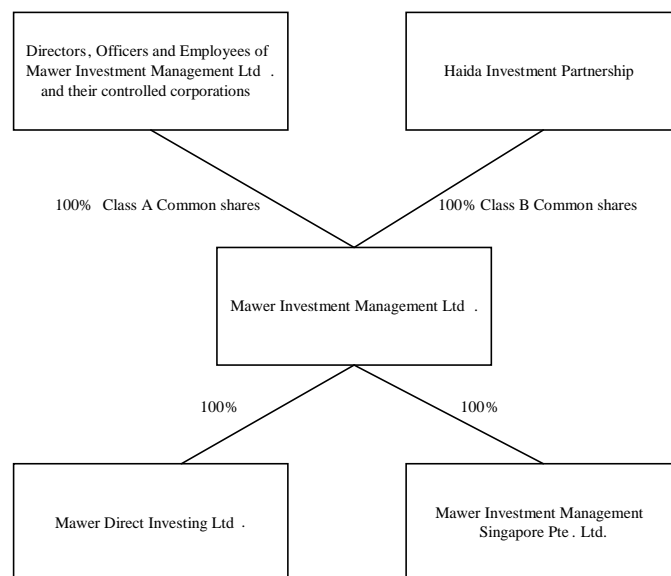 Directors, Officers and Employees of
Mawer Investment Management Ltd .
and their controlled corporations
Haida Investment Partnership
100% Class A Common shares
100% Class B Common shares
Mawer Investment Management Ltd .
100%
100%
Mawer Direct Investing Ltd .
Mawer Investment Management
Singapore Pte . Ltd.